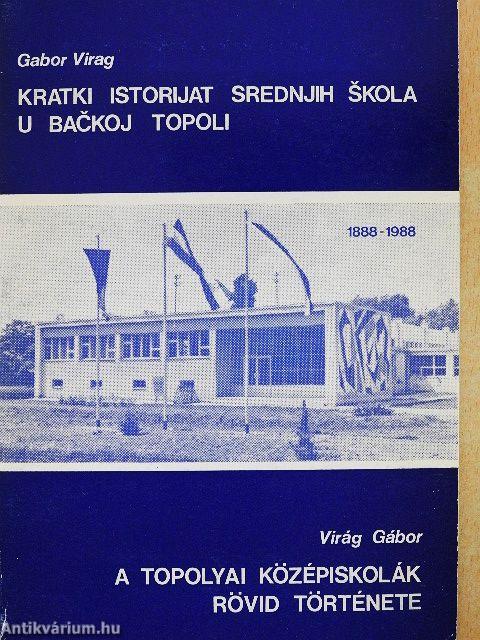 Gabor Virag
KRATKI ISTORIJAT SREDNJIH ŠKOLA
U BAČKOJ TOPOLI
1888-1988
Virág Gábor
A TOPOLYAI KÖZÉPISKOLÁK
RÖVID TÖRTÉNETE
Antikvárium.hu